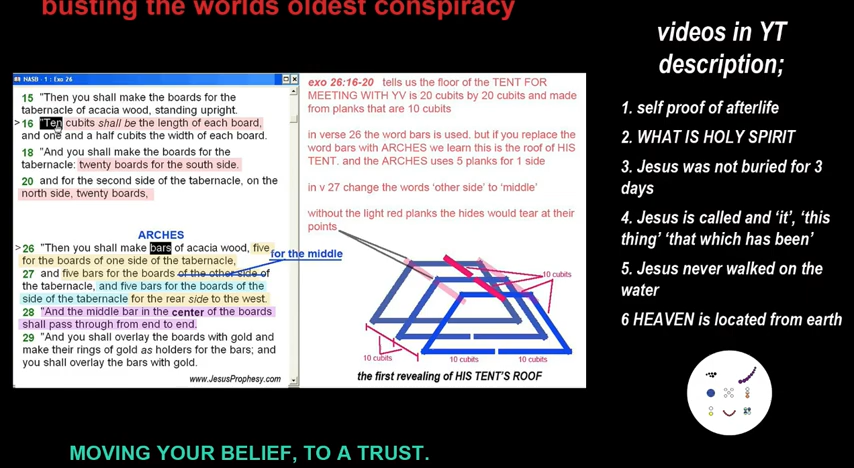 busting the worlds oldest conspiracy
videos in YT
description;
1. self proof of afterlife
2. WHAT IS HOLY SPIRIT
3. Jesus was not buried for 3
days
4. Jesus is called and ‘it’, ‘this
thing’ ‘that which has been’
5. Jesus never walked on the
water
6 HEAVEN is located from earth
NASB - 1 : Exo 26
15 "Then you shall make the boards for the
tabernacle of acacia wood, standing upright.
>16 "Ten cubits shall be the length of each board,
and one and a half cubits the width of each board.
18 "And you shall make the boards for the
tabernacle: twenty boards for the south side.
20 and for the second side of the tabernacle, on the
north side, twenty boards,
ARCHES
>26 "Then you shall make bars of acacia wood, five
for the boards of one side of the tabernacle,
for the middle
27 and five bars for the boards of the other side of
the tabernacle, and five bars for the boards of the
side of the tabernacle for the rear side to the west.
28 "And the middle bar in the center of the boards
shall pass through from end to end.
29 "And you shall overlay the boards with gold and
make their rings of gold as holders for the bars; and
you shall overlay the bars with gold.
www.JesusProphesy.com
exo 26:16-20 tells us the floor of the TENT FOR
MEETING WITH YV is 20 cubits by 20 cubits and made
from planks that are 10 cubits
in verse 26 the word bars is used, but if you replace the
word bars with ARCHES we learn this is the roof of HIS
TENT. and the ARCHES uses 5 planks for 1 side
in v 27 change the words ‘other side’ to ‘middle’
without the light red planks the hides would tear at their
points
10 cubits
10 cubits
10 cubits
10 cubits
the first revealing of HIS TENT'S ROOF
MOVING YOUR BELIEF, TO A TRUST.